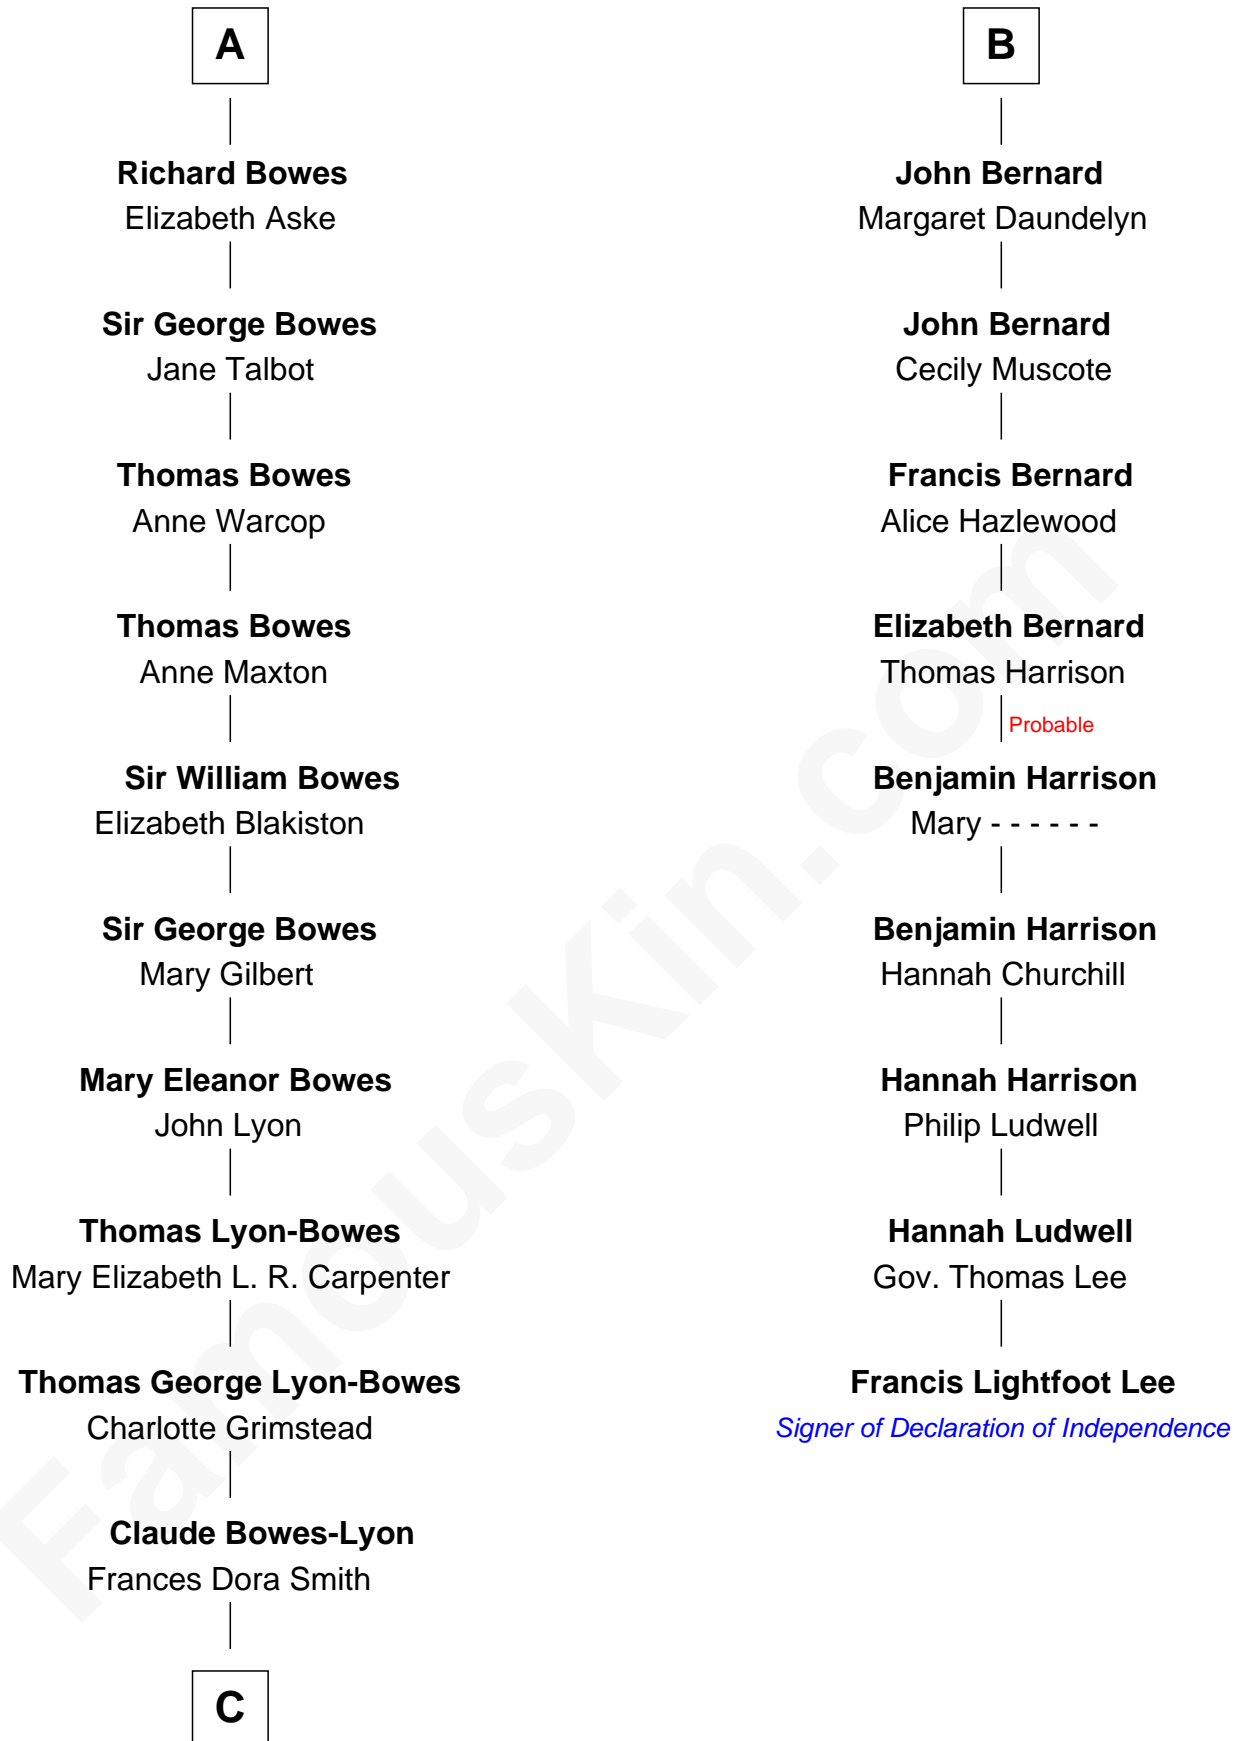 A
Richard Bowes
Elizabeth Aske
Sir George Bowes
Jane Talbot
Thomas Bowes
Anne Warcop
Thomas Bowes
Anne Maxton
Sir William Bowes
Elizabeth Blakiston
Sir George Bowes
Mary Gilbert
Mary Eleanor Bowes
John Lyon
Thomas Lyon-Bowes
Mary Elizabeth L. R. Carpenter
Thomas George Lyon-Bowes
Charlotte Grimstead
Claude Bowes-Lyon
Frances Dora Smith
C
B
John Bernard
Margaret Daundelyn
John Bernard
Cecily Muscote
Francis Bernard
Alice Hazlewood
Elizabeth Bernard
Thomas Harrison
Probable
Benjamin Harrison
Mary - - - - - -
Benjamin Harrison
Hannah Churchill
Hannah Harrison
Philip Ludwell
Hannah Ludwell
Gov. Thomas Lee
Francis Lightfoot Lee
Signer of Declaration of Independence
FamousKin.com